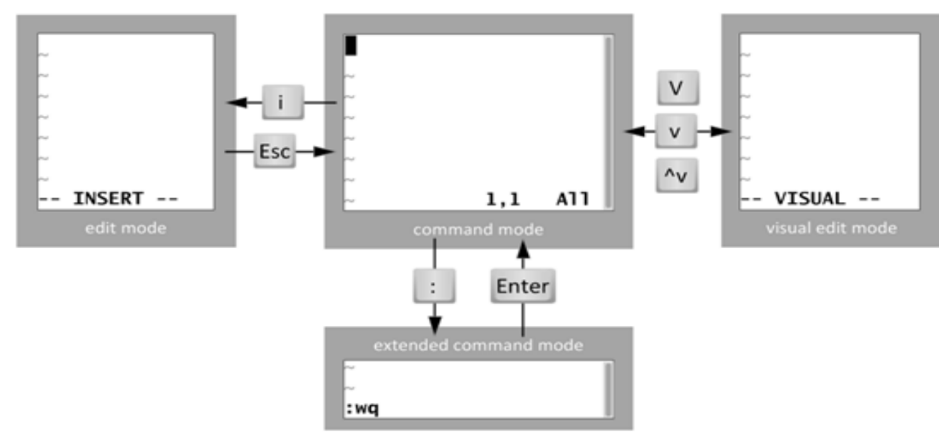 ~
~
~
~
~
~
~
-- INSERT --
edit mode
i
Esc
~
~
~
~
~
~
~
1,1 All
command mode
V
v
^v
~
~
~
~
~
~
~
-- VISUAL --
visual edit mode
:
Enter
extended command mode
~
~
:wq